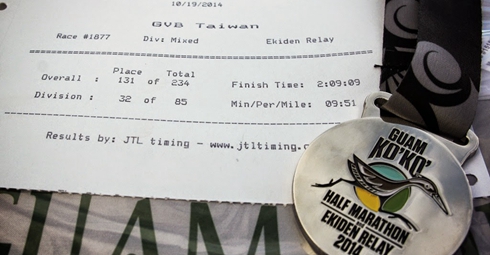 10/19/2014
GVB Taiwan
Race #1877 Div: Mixed Ekiden Relay
Place Total
Overall : 131 of 234 Finish Time: 2:09:09
Division : 32 of 85 Min/Per/Mile: 09:51
Results by: JTL timing - www.jtltiming.c
GUAM
KO'KO'
HALF MARATHON
EKIDEN RELAY
2014
GUAM